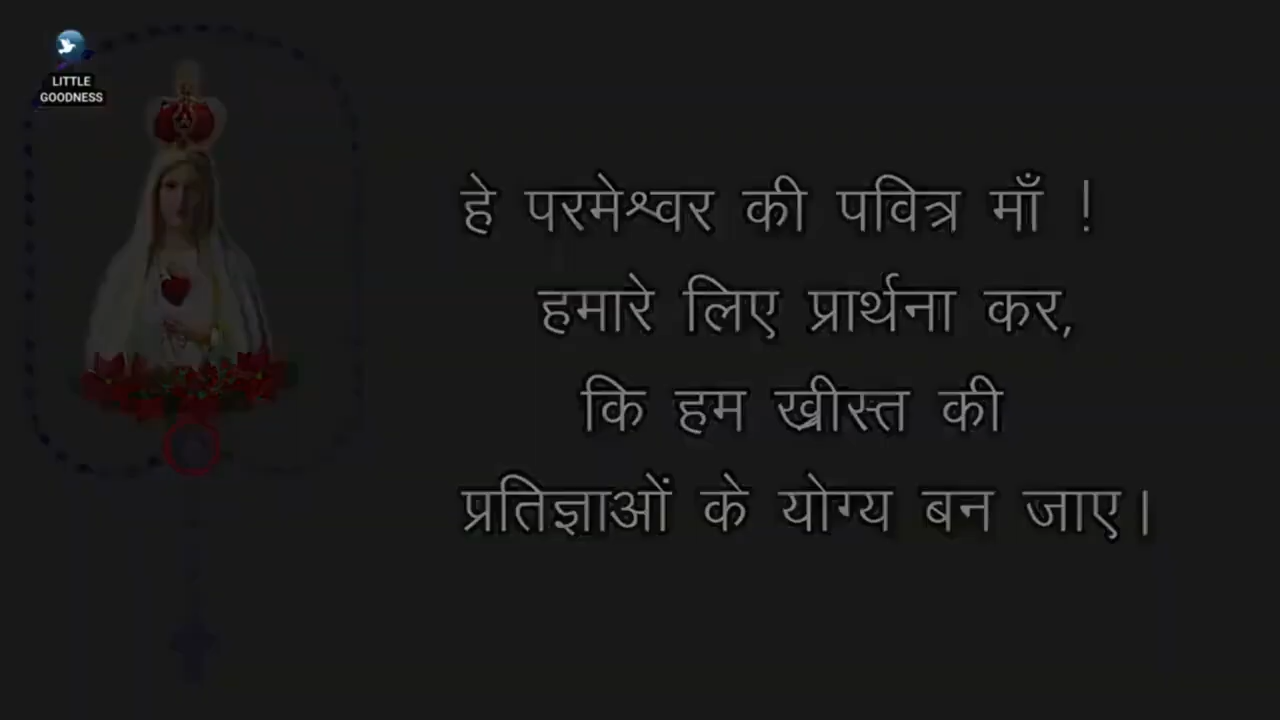 LITTLE
GOODNESS
हे परमेश्वर की पवित्र माँ !
हमारे लिए प्रार्थना कर,
कि हम ख्रीस्त की
प्रतिज्ञाओं के योग्य बन जाए।